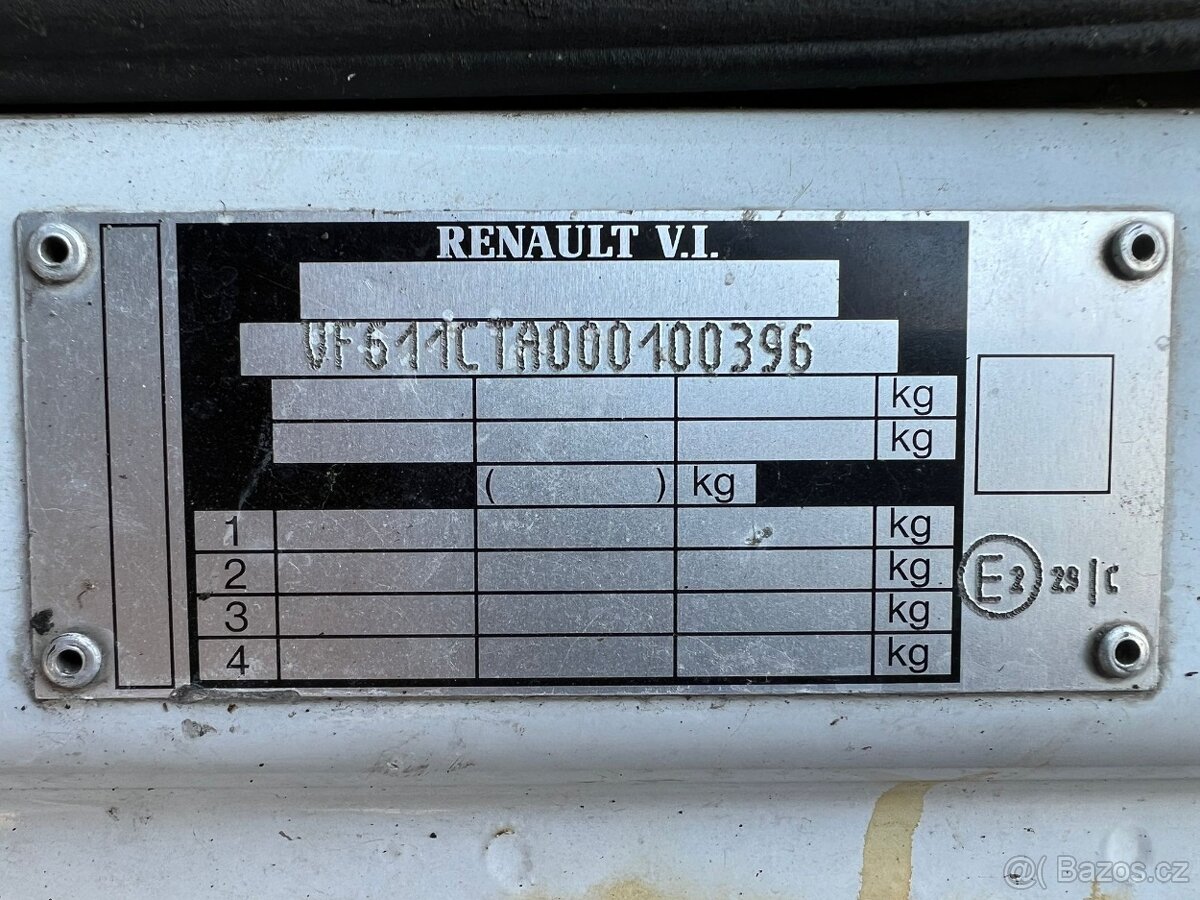 RENAULT V.I.
VF611CTA000100396
kg
kg
( ) kg
1 kg
2 kg
3 kg
4 kg
E2 29/C
@( Bazos.cz